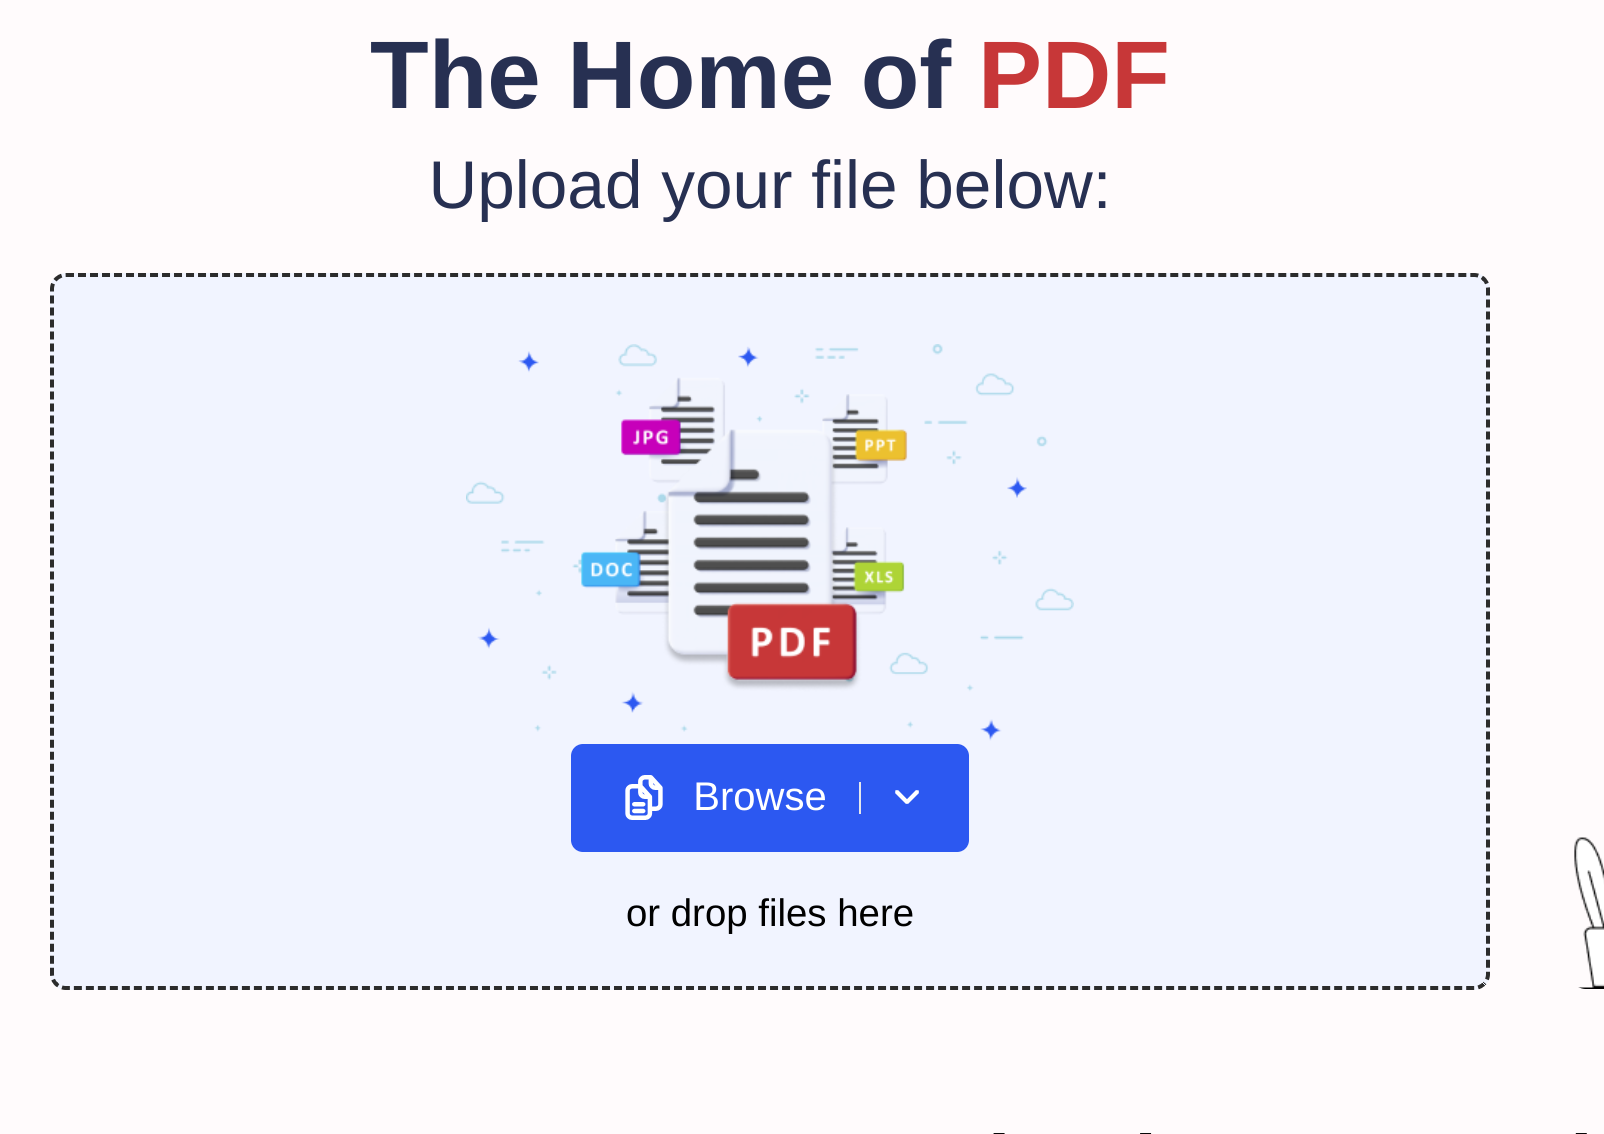 The Home of PDF
Upload your file below:
JPG
PPT
DOC
XLS
PDF
Browse
or drop files here